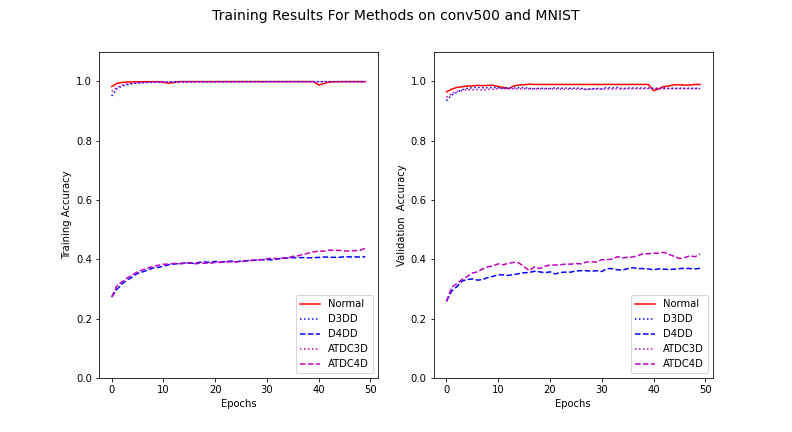 Training Results For Methods on conv500 and MNIST
Training Accuracy
1.0
0.8
0.6
0.4
0.2
0.0
0 10 20 30 40 50
Epochs
Normal
D3DD
D4DD
ATDC3D
ATDC4D
Validation Accuracy
1.0
0.8
0.6
0.4
0.2
0.0
0 10 20 30 40 50
Epochs
Normal
D3DD
D4DD
ATDC3D
ATDC4D